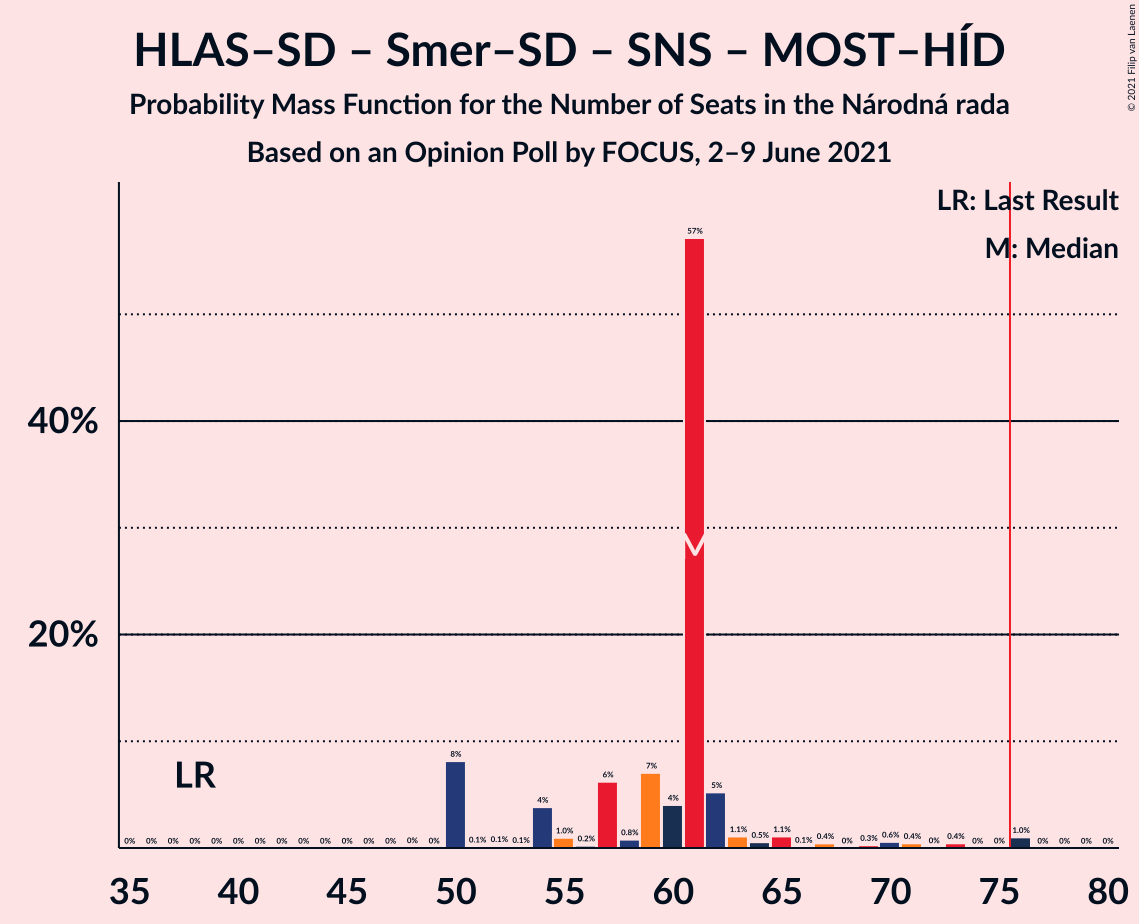 HLAS–SD – Smer–SD – SNS – MOST–HÍD
Probability Mass Function for the Number of Seats in the Národná rada
Based on an Opinion Poll by FOCUS, 2–9 June 2021
© 2021 Filip van Laenen
LR: Last Result
M: Median
57%
40%
20%
LR
0% 0% 0% 0% 0% 0% 0% 0% 0% 0% 0% 0% 0% 0% 0% 8% 0.1% 0.1% 0.1% 4% 1.0% 0.2% 6% 0.8% 7% 4% 5% 1.1% 0.5% 1.1% 0.1% 0.4% 0% 0.3% 0.6% 0.4% 0% 0.4% 0% 0% 1.0% 0% 0% 0% 0%
35 40 45 50 55 60 65 70 75 80